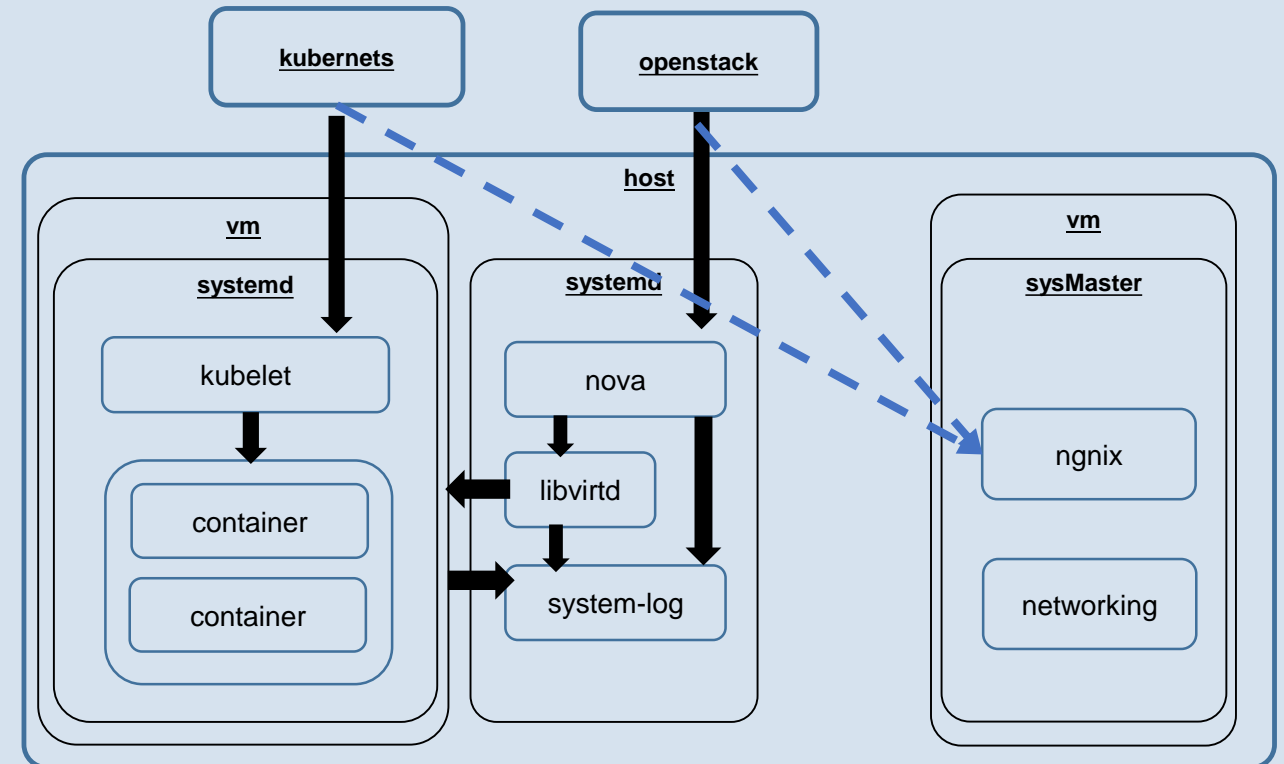 kubernets
openstack
host
vm
systemd
kubelet
container
container
systemd
nova
libvirtd
system-log
vm
sysMaster
ngnix
networking